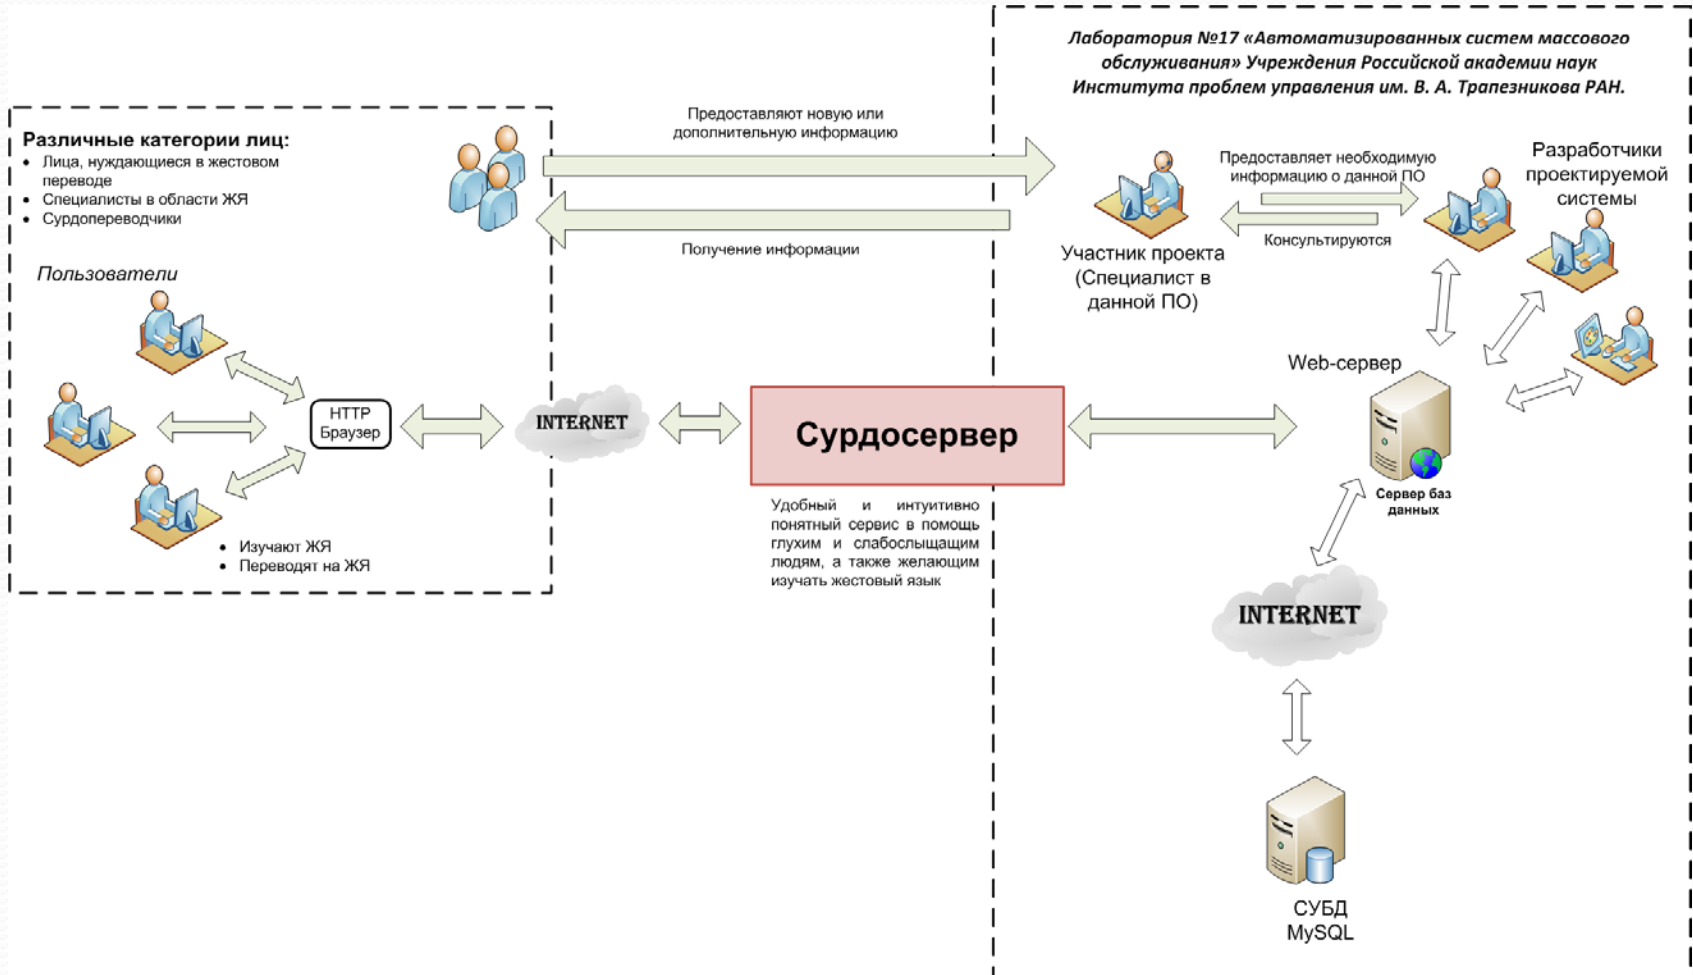 Лаборатория №17 «Автоматизированных систем массового
обслуживания» Учреждения Российской академии наук
Института проблем управления им. В. А. Трапезникова РАН.
Различные категории лиц:
Лица, нуждающиеся в жестовом
переводе
Специалисты в области ЖЯ
Сурдопереводчики
Предоставляют новую или
дополнительную информацию
Получение информации
Предоставляет необходимую
информацию о данной ПО
Консультируются
Разработчики
проектируемой
системы
Участник проекта
(Специалист в
данной ПО)
Пользователи
HTTP
Браузер
INTERNET
Сурдосервер
Web-сервер
Сервер баз
данных
Изучают ЖЯ
Переводят на ЖЯ
Удобный и интуитивно
понятный сервис в помощь
глухим и слабослыщащим
людям, а также желающим
изучать жестовый язык
INTERNET
СУБД
MySQL